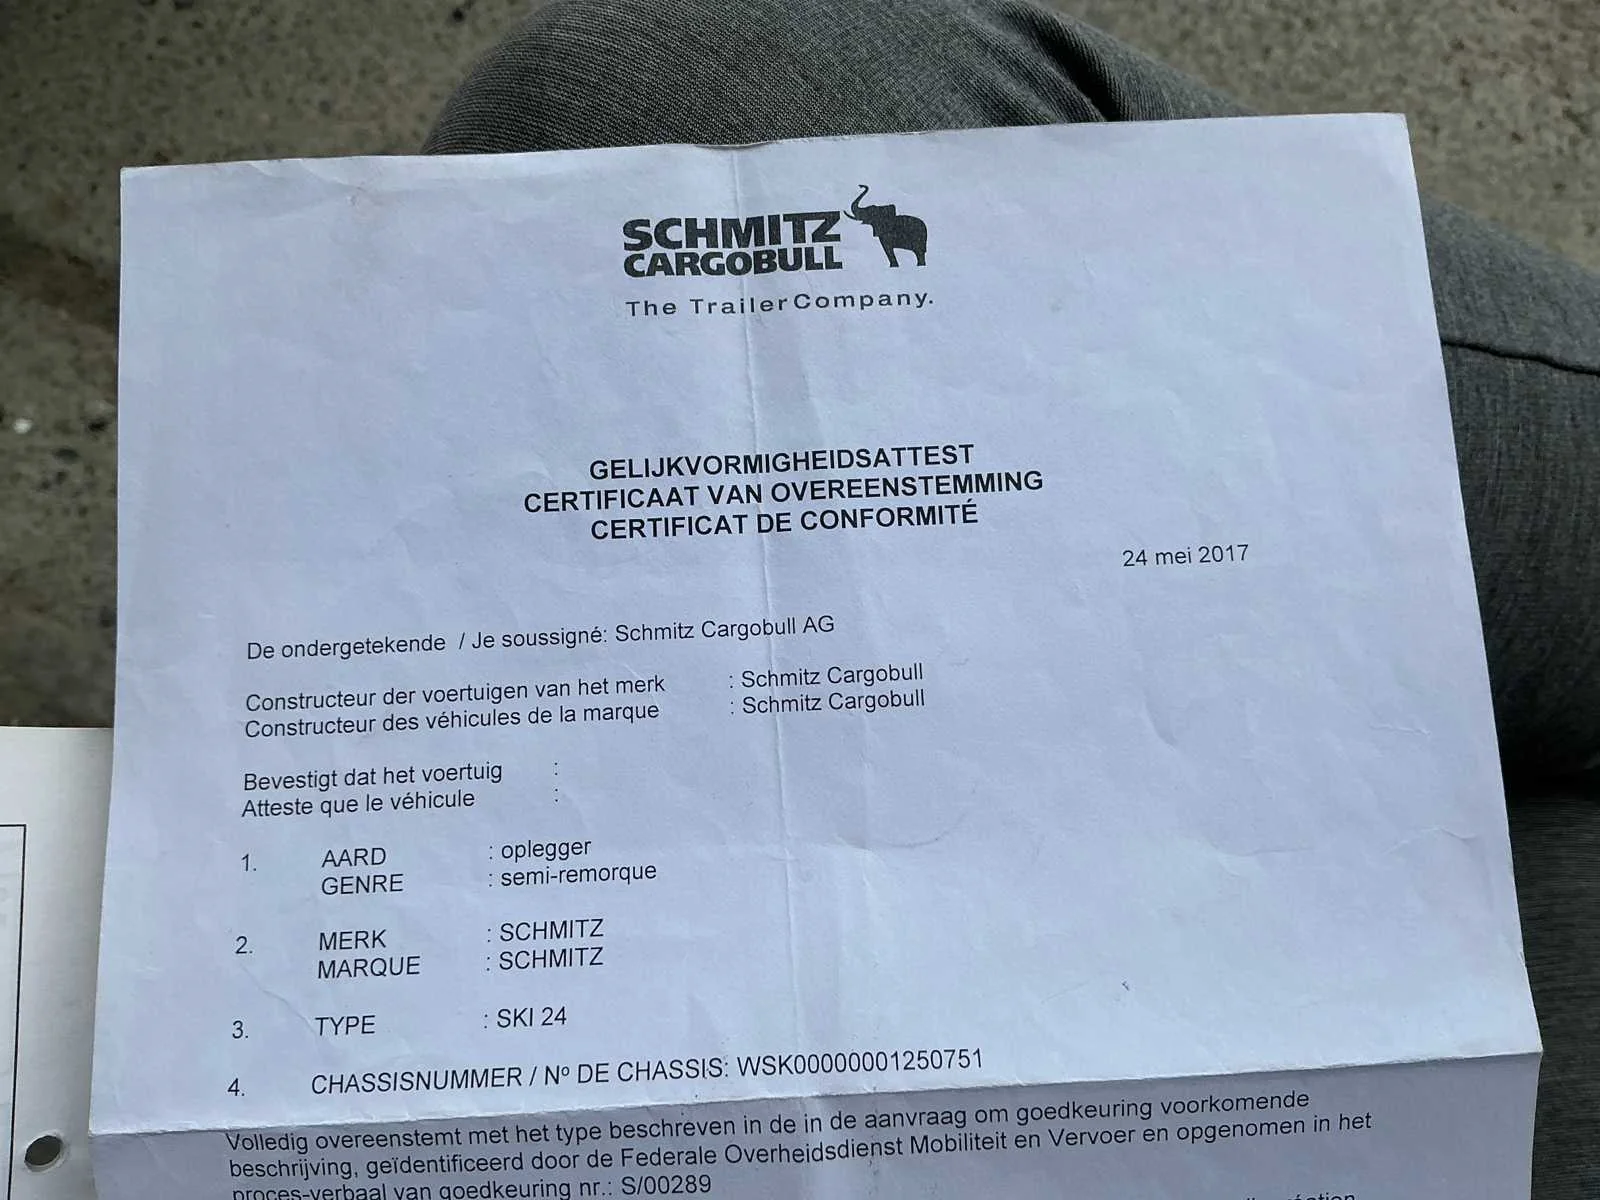 SCHMITZ
CARGOBULL
The TrailerCompany.
GELIJKVORMIGHEIDSATTEST
CERTIFICAAT VAN OVEREENSTEMMING
CERTIFICAT DE CONFORMITÉ
24 mei 2017
De ondergetekende / Je soussigné: Schmitz Cargobull AG
Constructeur der voertuigen van het merk : Schmitz Cargobull
Constructeur des véhicules de la marque : Schmitz Cargobull
Bevestigt dat het voertuig :
Atteste que le véhicule :
1. AARD : oplegger
GENRE : semi-remorque
2. MERK : SCHMITZ
MARQUE : SCHMITZ
3. TYPE : SKI 24
4. CHASSISNUMMER / Nº DE CHASSIS: WSK00000001250751
Volledig overeenstemt met het type beschreven in de in de aanvraag om goedkeuring voorkomende
beschrijving, geïdentificeerd door de Federale Overheidsdienst Mobiliteit en Vervoer en opgenomen in het
proces-verbaal van goedkeuring nr.: S/00289